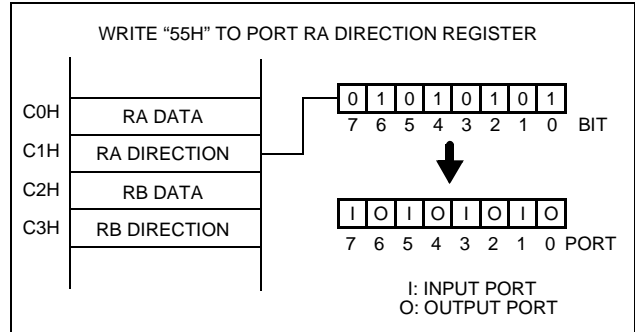 WRITE “55H” TO PORT RA DIRECTION REGISTER
C0H RA DATA
C1H RA DIRECTION
C2H RB DATA
C3H RB DIRECTION
0 1 0 1 0 1 0 1
7 6 5 4 3 2 1 0 BIT
I O I O I O I O
7 6 5 4 3 2 1 0 PORT
I: INPUT PORT
O: OUTPUT PORT